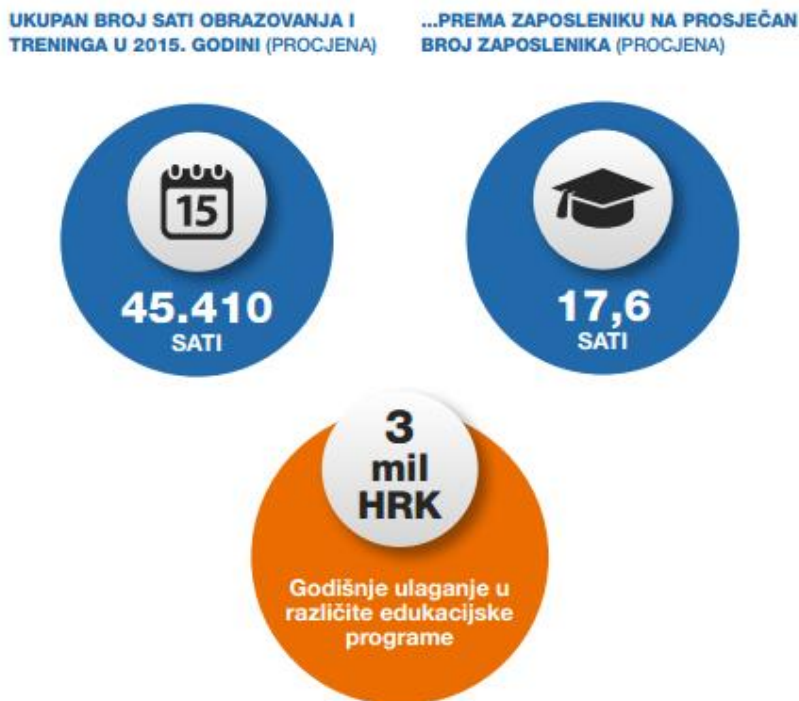 UKUPAN BROJ SATI OBRAZOVANJA I
TRENINGA U 2015. GODINI (PROCJENA)
...PREMA ZAPOSLENIKU NA PROSJEČAN
BROJ ZAPOSLENIKA (PROCJENA)
15
45.410
SATI
17,6
SATI
3
mil
HRK
Godišnje ulaganje u
različite edukacijske
programe